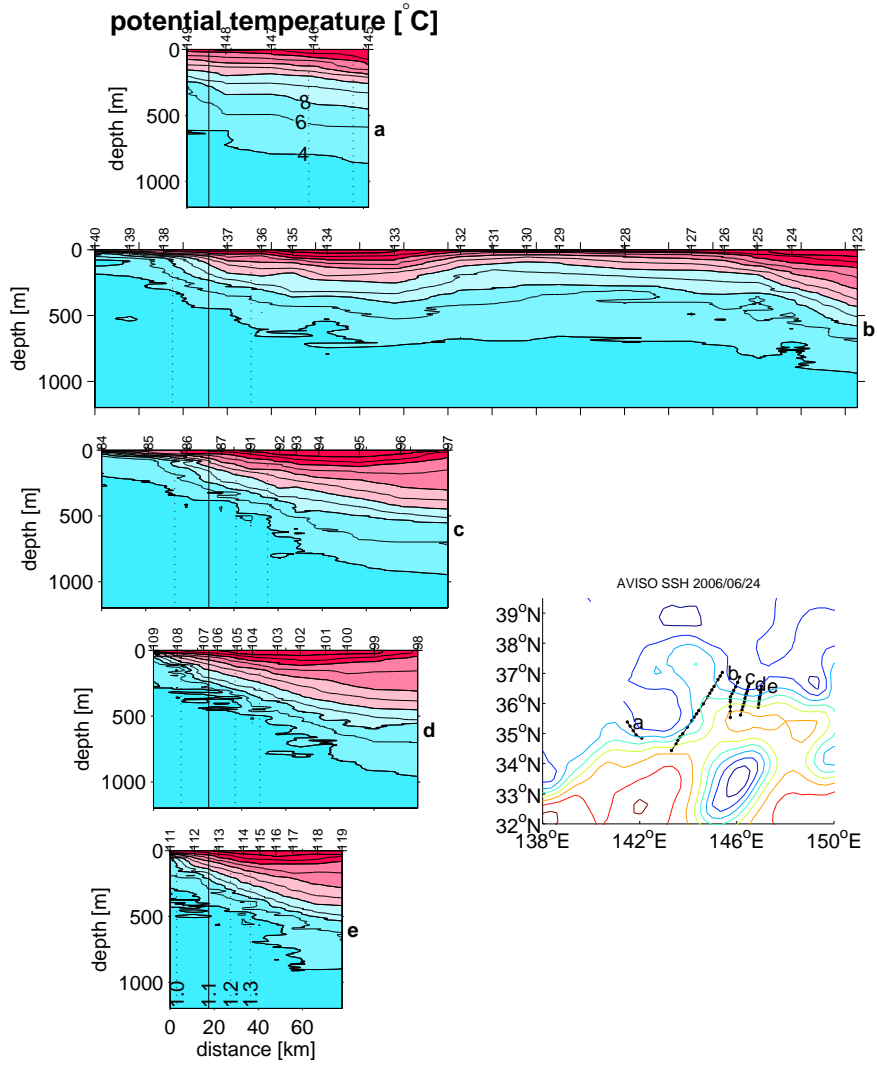 potential temperature [°C]
149 148 147 146 145
0
500
1000
depth [m]
8
6
4
a
140 139 138 137 136 135 134 133 132 131 130 129 128 127 126 125 124 123
0
500
1000
depth [m]
b
84 85 86 87 91 92 93 94 95 96 97
0
500
1000
depth [m]
c
109 108 107 106 105 104 103 102 101 100 99 98
0
500
1000
depth [m]
d
111 112 113 114 115 116 117 118 119
0
500
1000
depth [m]
e
1.0 1.1 1.2 1.3
0 20 40 60
distance [km]
AVISO SSH 2006/06/24
39°N
38°N
37°N
36°N
35°N
34°N
33°N
32°N
a
b c de
138°E 142°E 146°E 150°E